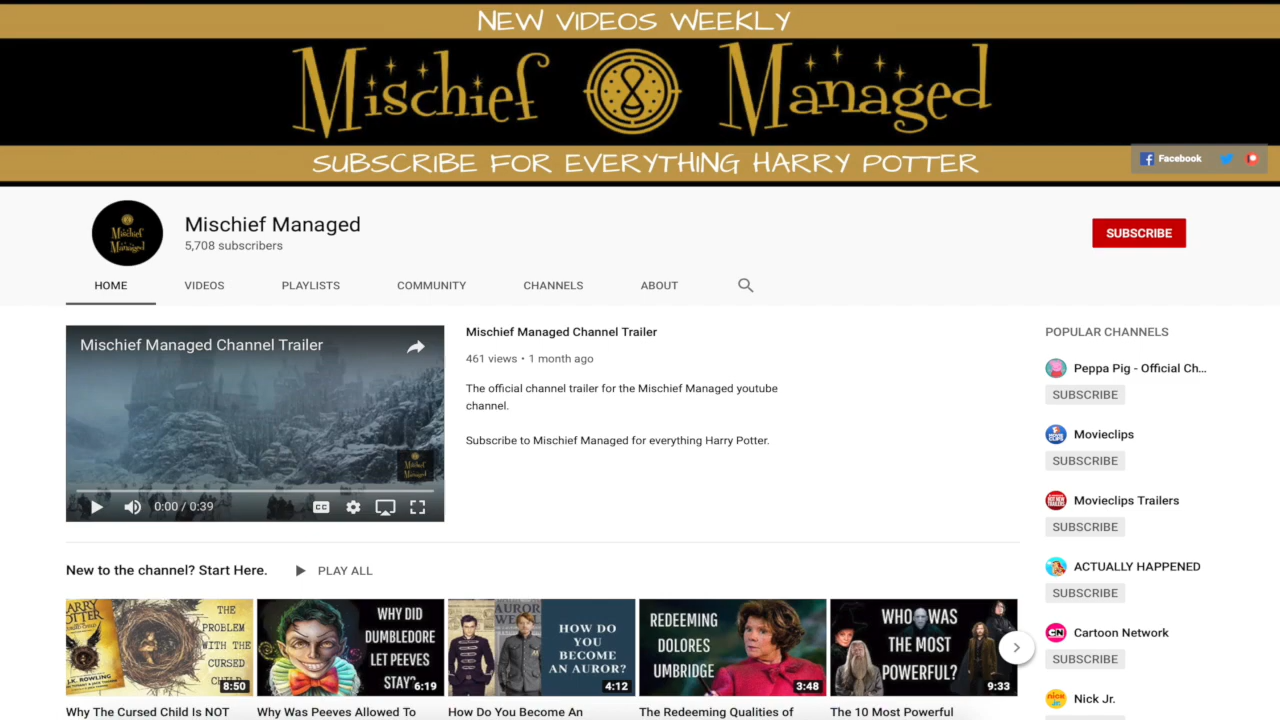 NEW VIDEOS WEEKLY
Mischief Managed
SUBSCRIBE FOR EVERYTHING HARRY POTTER
Facebook
Mischief
Managed
Mischief Managed
5,708 subscribers
SUBSCRIBE
HOME VIDEOS PLAYLISTS COMMUNITY CHANNELS ABOUT
Mischief Managed Channel Trailer
Mischief
Managed
0:00 / 0:39
CC
Mischief Managed Channel Trailer
461 views • 1 month ago
The official channel trailer for the Mischief Managed youtube
channel.
Subscribe to Mischief Managed for everything Harry Potter.
POPULAR CHANNELS
Peppa Pig - Official Ch...
SUBSCRIBE
Movieclips
SUBSCRIBE
Movieclips Trailers
SUBSCRIBE
ACTUALLY HAPPENED
SUBSCRIBE
CN
Cartoon Network
SUBSCRIBE
Nick Jr.
New to the channel? Start Here. PLAY ALL
THE
PROBLEM
WITH THE
CURSED
8:50
WHY DID
DUMBLEDORE
LET PEEVES
STAY?
6:19
HOW DO
YOU
BECOME
AN AUROR?
4:12
REDEEMING
DOLORES
UMBRIDGE
3:48
WHO WAS
THE MOST
POWERFUL?
9:33
Why The Cursed Child Is NOT
Why Was Peeves Allowed To
How Do You Become An
The Redeeming Qualities of
The 10 Most Powerful